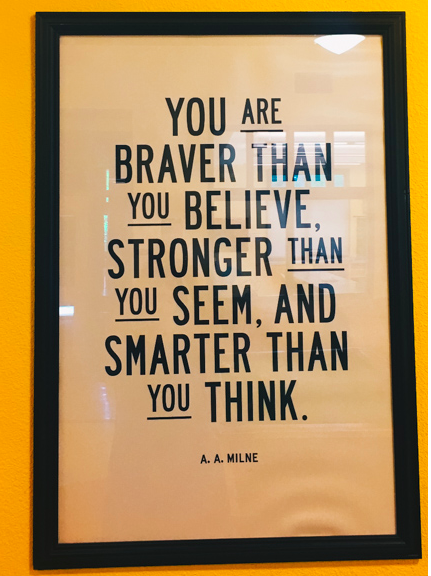 YOU ARE
BRAVER THAN
YOU BELIEVE,
STRONGER THAN
YOU SEEM, AND
SMARTER THAN
YOU THINK.
A. A. MILNE